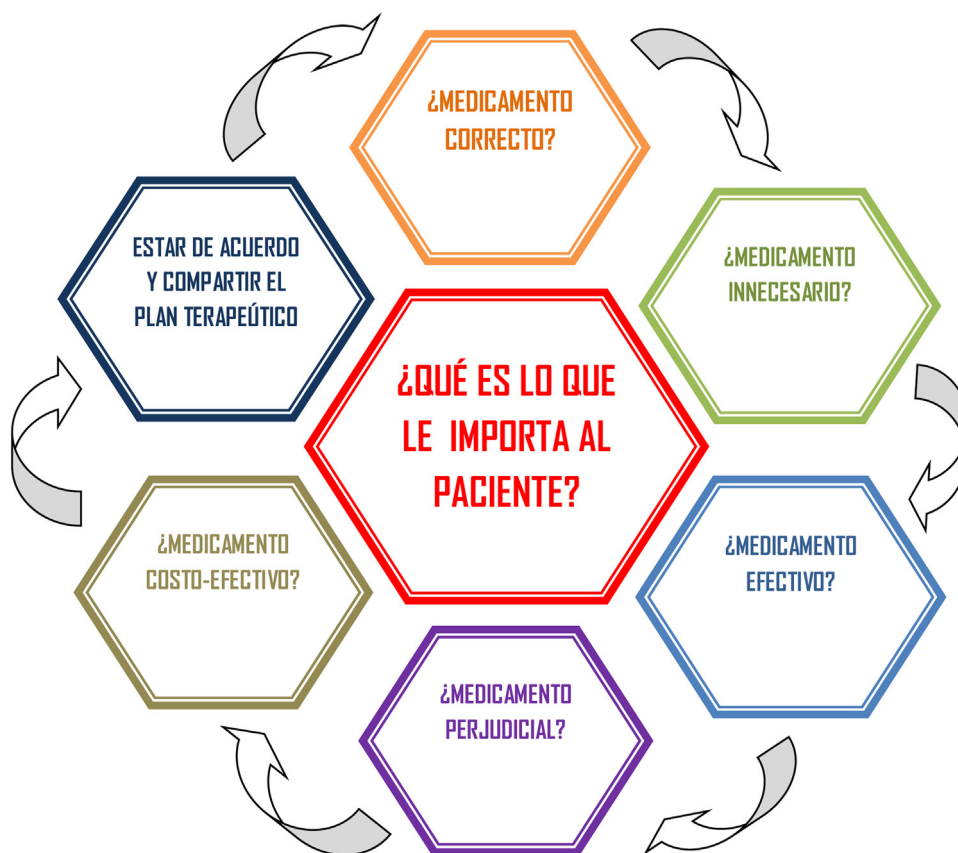 ¿MEDICAMENTO
CORRECTO?
¿MEDICAMENTO
INNECESARIO?
¿MEDICAMENTO
EFECTIVO?
¿MEDICAMENTO
PERJUDICIAL?
¿MEDICAMENTO
COSTO-EFECTIVO?
ESTAR DE ACUERDO
Y COMPARTIR EL
PLAN TERAPEÚTICO
¿QUÉ ES LO QUE
LE IMPORTA AL
PACIENTE?